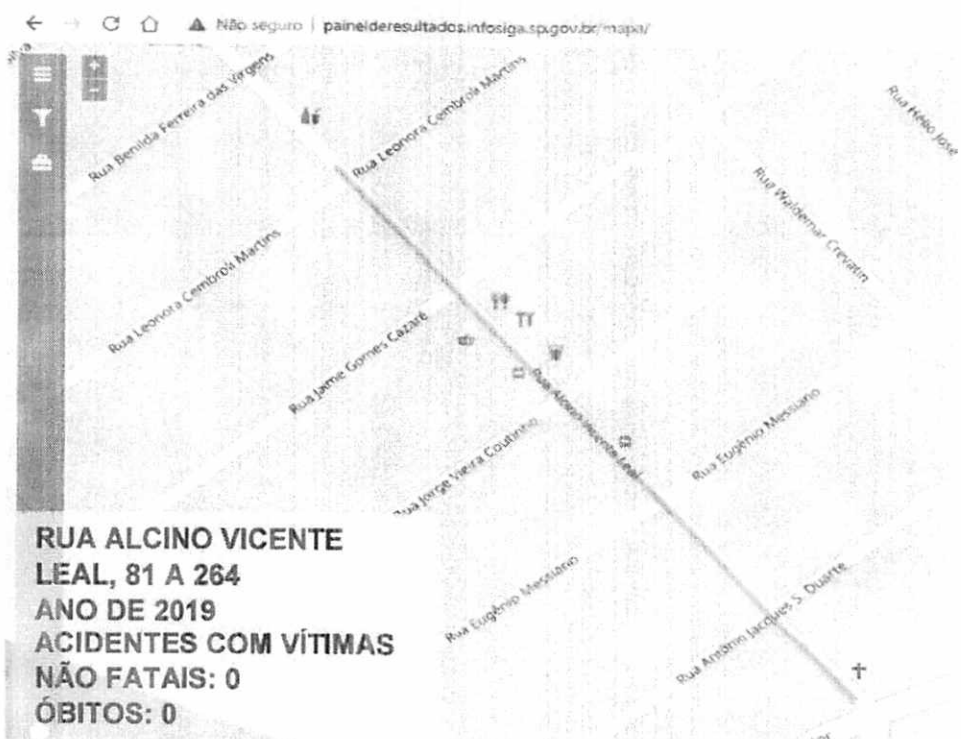 Não seguro | painelderesultados.infosiga.sp.gov.br/mapa/
Rua Benilda Ferreira das Virgens
Rua Leonora Cembroli Martins
Rua Hélio José
Rua Waldemar Crevatin
Rua Leonora Cembroli Martins
Rua Jaime Gomes Cazaré
Rua Alcino Vicente Leal
Rua Eugênio Messiano
Rua Jorge Vieira Coutinho
Rua Eugênio Messiano
Rua Antônio Jacques S. Duarte
RUA ALCINO VICENTE
LEAL, 81 A 264
ANO DE 2019
ACIDENTES COM VÍTIMAS
NÃO FATAIS: 0
ÓBITOS: 0